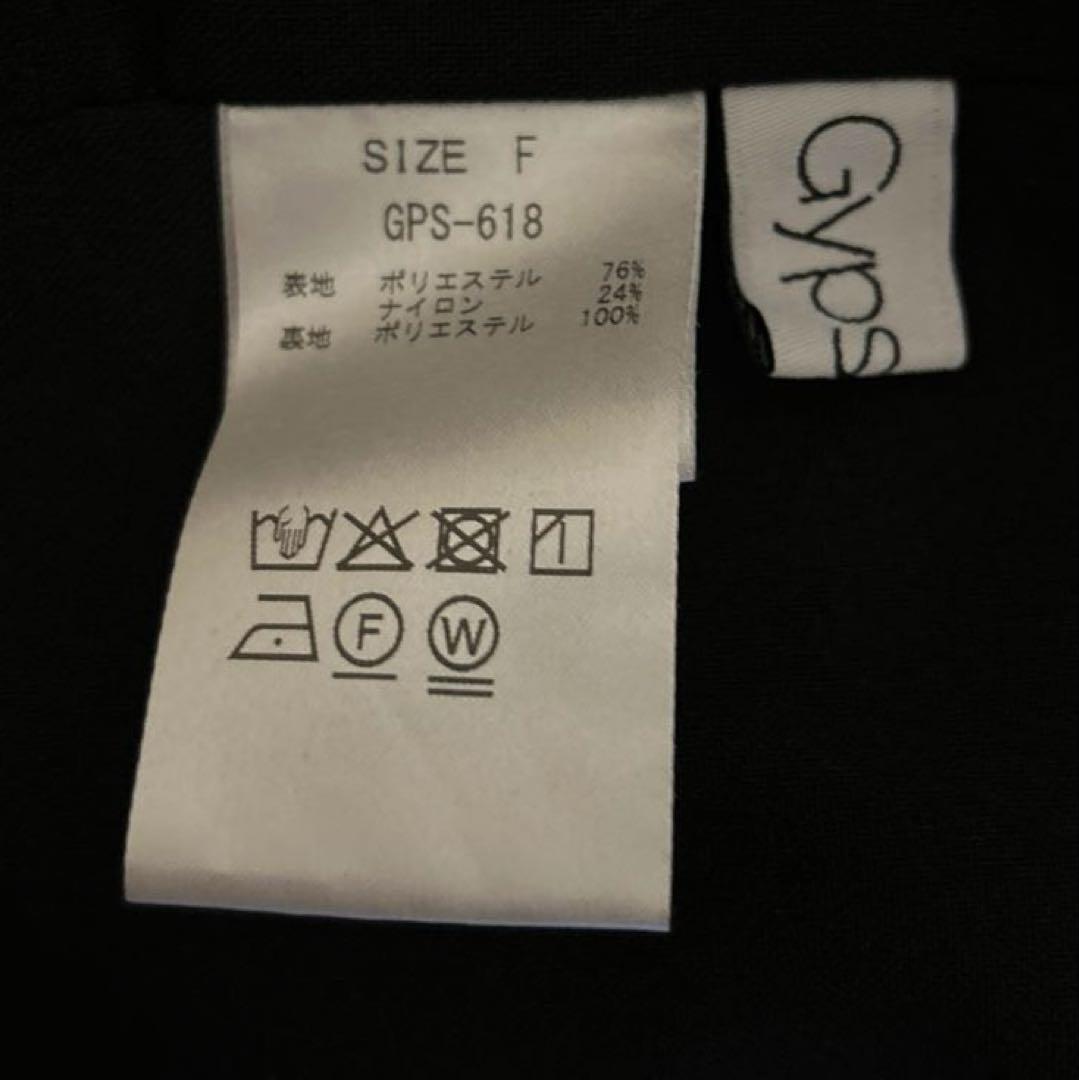 SIZE F
GPS-618
表地 ポリエステル 76%
ナイロン 24%
裏地 ポリエステル 100%
F
W
Gyps